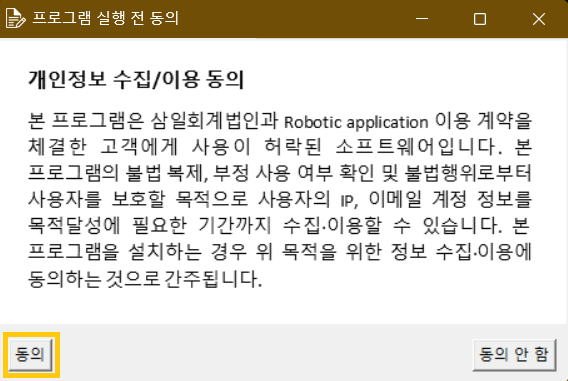 프로그램 실행 전 동의
개인정보 수집/이용 동의
본 프로그램은 삼일회계법인과 Robotic application 이용 계약을
체결한 고객에게 사용이 허락된 소프트웨어입니다. 본
프로그램의 불법 복제, 부정 사용 여부 확인 및 불법행위로부터
사용자를 보호할 목적으로 사용자의 IP, 이메일 계정 정보를
목적달성에 필요한 기간까지 수집·이용할 수 있습니다. 본
프로그램을 설치하는 경우 위 목적을 위한 정보 수집·이용에
동의하는 것으로 간주됩니다.
동의
동의 안 함